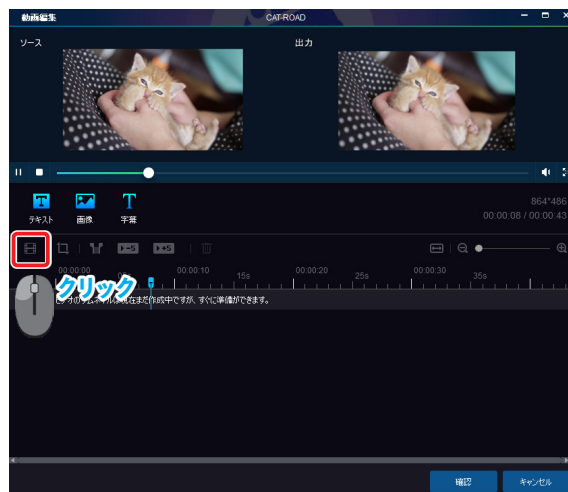 動画編集
CAT-ROAD
ソース
出力
テキスト
画像
字幕
864*486
00:00:08 / 00:00:43
-5
+5
00:00:00
00:00:10
15s
00:00:20
25s
00:00:30
35s
クリック
ビデオのサムネイルは現在まだ作成中ですが、すぐに準備ができます。
確認
キャンセル